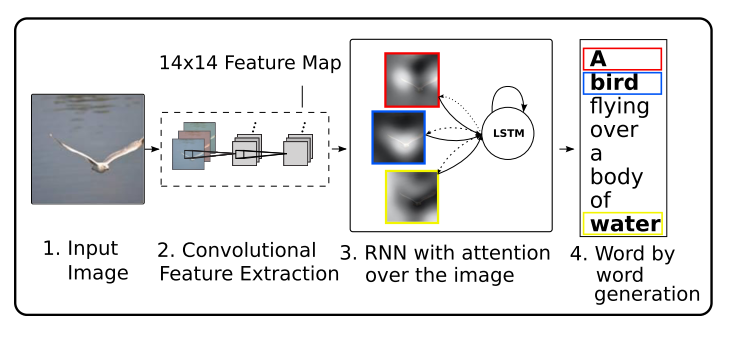 14x14 Feature Map
LSTM
A
bird
flying
over
a
body
of
water
1. Input
Image
2. Convolutional
Feature Extraction
3. RNN with attention
over the image
4. Word by
word
generation